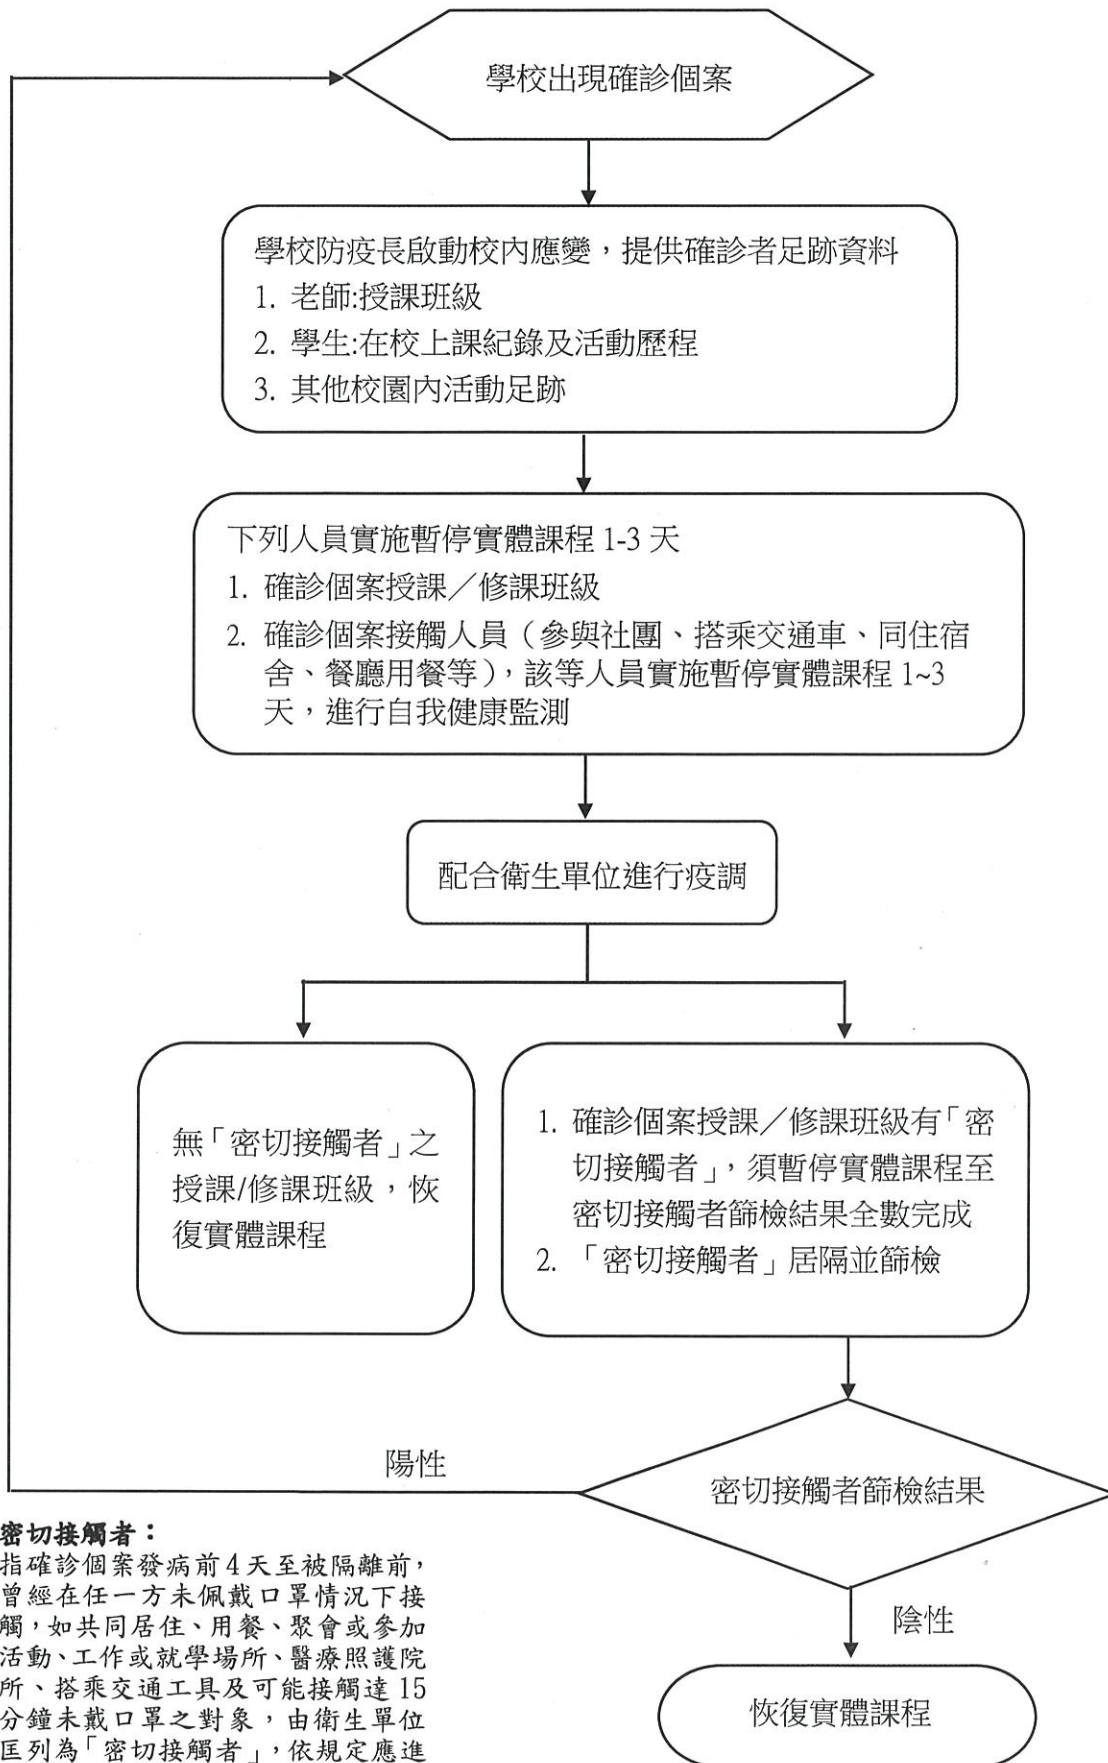 學校出現確診個案
學校防疫長啟動校內應變，提供確診者足跡資料
1. 老師:授課班級
2. 學生:在校上課紀錄及活動歷程
3. 其他校園內活動足跡
下列人員實施暫停實體課程 1-3 天
1. 確診個案授課／修課班級
2. 確診個案接觸人員（參與社團、搭乘交通車、同住宿
舍、餐廳用餐等），該等人員實施暫停實體課程 1~3
天，進行自我健康監測
配合衛生單位進行疫調
無「密切接觸者」之
授課/修課班級，恢
復實體課程
1. 確診個案授課／修課班級有「密
切接觸者」，須暫停實體課程至
密切接觸者篩檢結果全數完成
2. 「密切接觸者」居隔並篩檢
陽性
密切接觸者篩檢結果
陰性
恢復實體課程
密切接觸者：
指確診個案發病前 4 天至被隔離前，
曾經在任一方未佩戴口罩情況下接
觸，如共同居住、用餐、聚會或參加
活動、工作或就學場所、醫療照護院
所、搭乘交通工具及可能接觸達 15
分鐘未戴口罩之對象，由衛生單位
匡列為「密切接觸者」，依規定應進